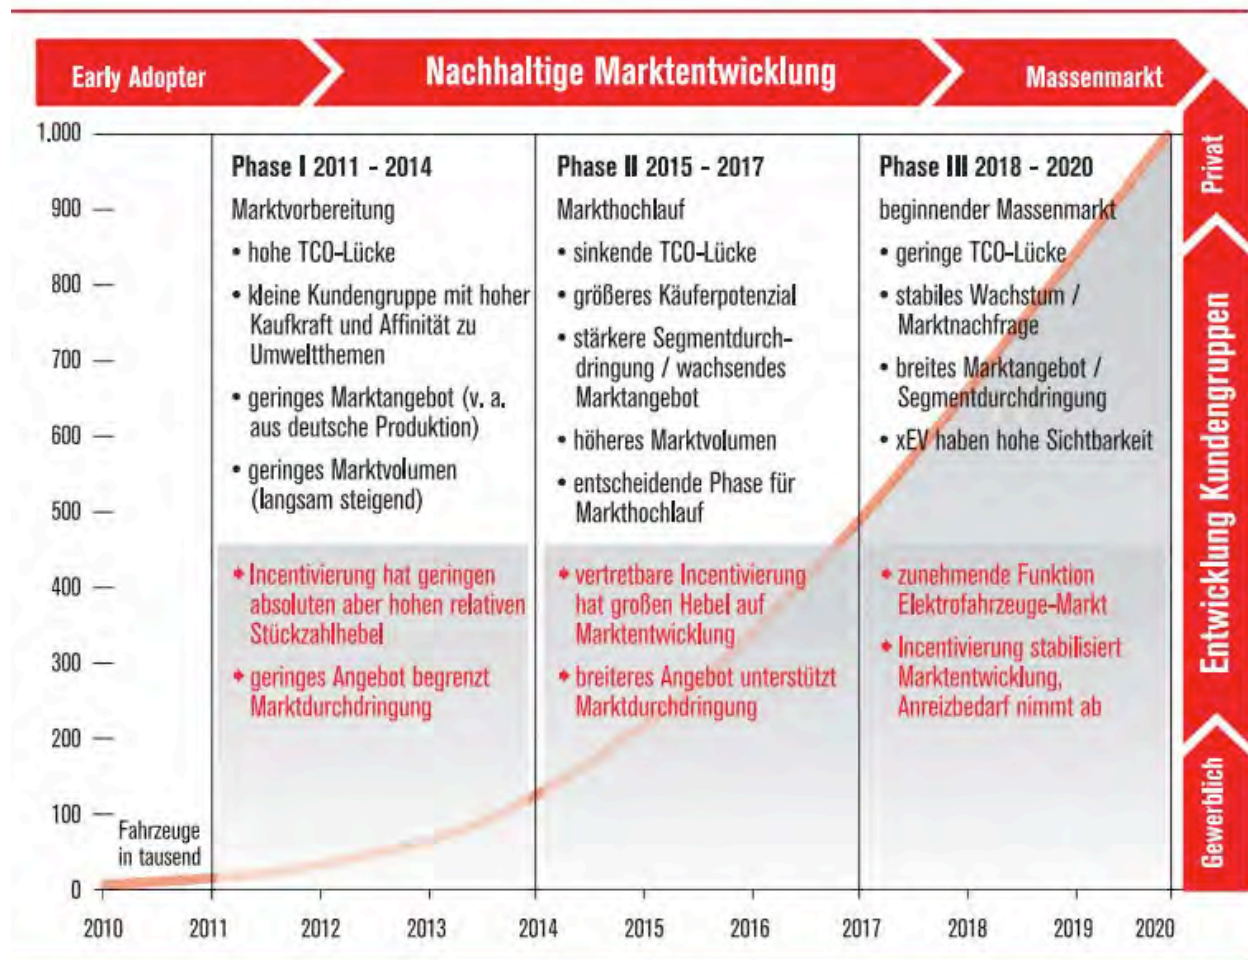 Early Adopter
Nachhaltige Marktentwicklung
Massenmarkt
1.000
900
800
700
600
500
400
300
200
100
0
Fahrzeuge
in tausend
Phase I 2011 - 2014
Marktvorbereitung
• hohe TCO-Lücke
• kleine Kundengruppe mit hoher
Kaufkraft und Affinität zu
Umweltthemen
• geringes Marktangebot (v. a.
aus deutsche Produktion)
• geringes Marktvolumen
(langsam steigend)
Incentivierung hat geringen
absoluten aber hohen relativen
Stückzahlhebel
geringes Angebot begrenzt
Marktdurchdringung
Phase II 2015 - 2017
Markthochlauf
• sinkende TCO-Lücke
• größeres Käuferpotenzial
• stärkere Segmentdurch-
dringung / wachsendes
Marktangebot
• höheres Marktvolumen
• entscheidende Phase für
Markthochlauf
vertretbare Incentivierung
hat großen Hebel auf
Marktentwicklung
breiteres Angebot unterstützt
Marktdurchdringung
Phase III 2018 - 2020
beginnender Massenmarkt
• geringe TCO-Lücke
• stabiles Wachstum /
Marktnachfrage
• breites Marktangebot /
Segmentdurchdringung
• xEV haben hohe Sichtbarkeit
zunehmende Funktion
Elektrofahrzeuge-Markt
Incentivierung stabilisiert
Marktentwicklung,
Anreizbedarf nimmt ab
Privat
Entwicklung Kundengruppen
Gewerblich
2010 2011 2012 2013 2014 2015 2016 2017 2018 2019 2020